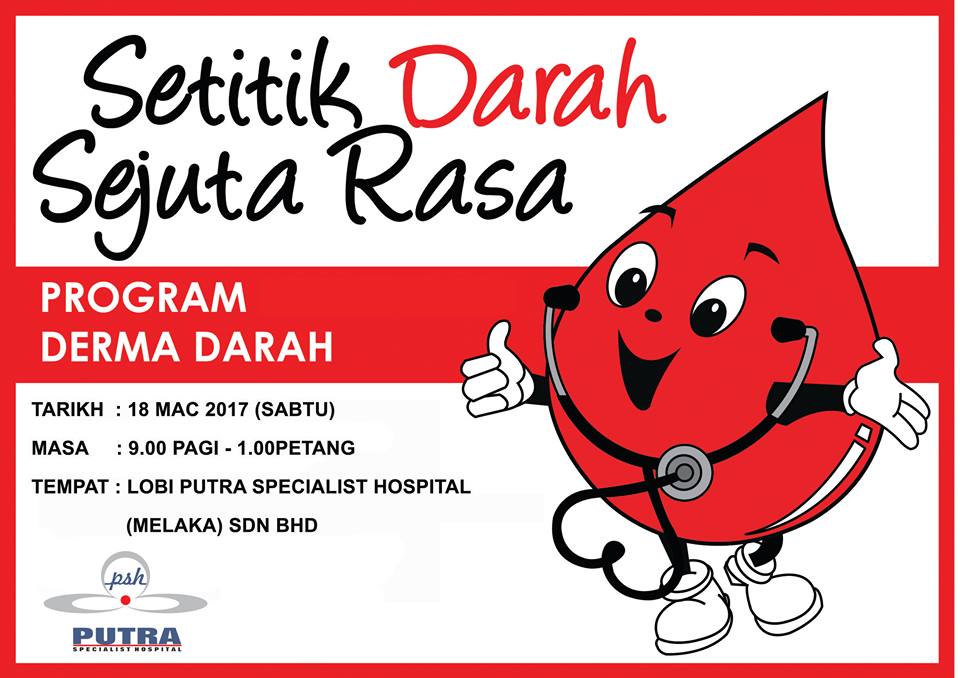 Setitik Darah
Sejuta Rasa
PROGRAM
DERMA DARAH
TARIKH : 18 MAC 2017 (SABTU)
MASA : 9.00 PAGI - 1.00PETANG
TEMPAT : LOBI PUTRA SPECIALIST HOSPITAL
(MELAKA) SDN BHD
psh
PUTRA
SPECIALIST HOSPITAL